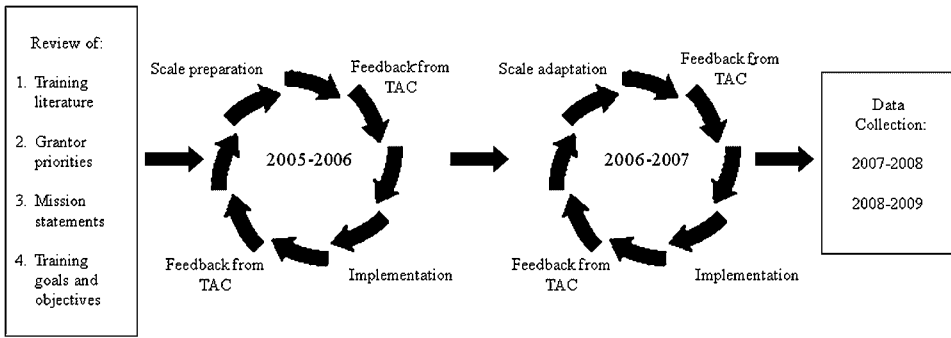 Review of:
1. Training
literature
2. Grantor
priorities
3. Mission
statements
4. Training
goals and
objectives
Scale preparation
Feedback from
TAC
2005-2006
Feedback from
TAC
Implementation
Scale adaptation
Feedback from
TAC
2006-2007
Feedback from
TAC
Implementation
Data
Collection:
2007-2008
2008-2009